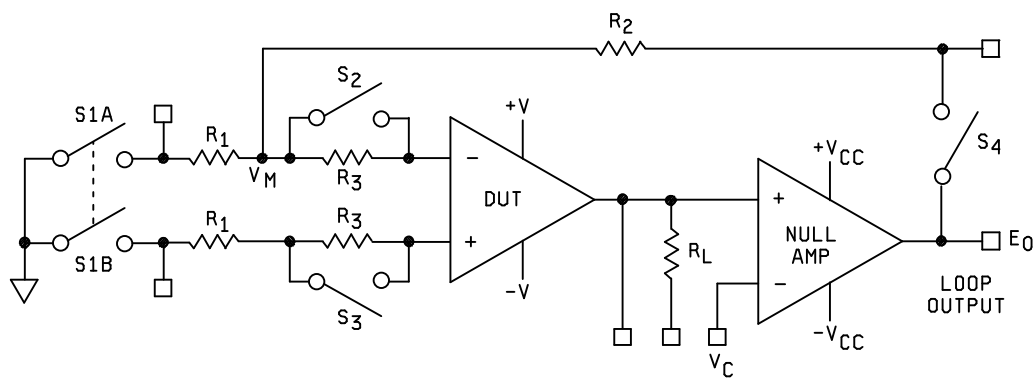 R2
S2
S1A
+V
R1
VM
R3
S4
+VCC
DUT
R1
R3
NULL
AMP
EO
S1B
RL
LOOP
OUTPUT
-V
S3
-VCC
VC